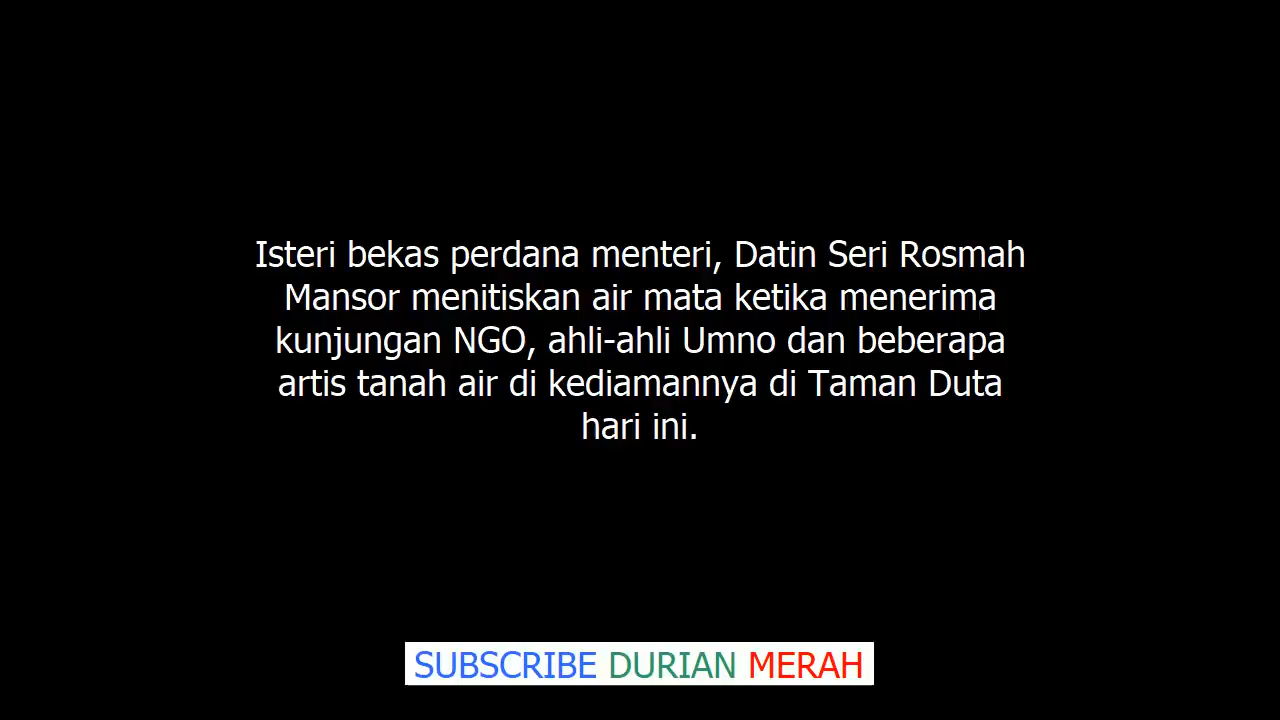 Isteri bekas perdana menteri, Datin Seri Rosmah
Mansor menitiskan air mata ketika menerima
kunjungan NGO, ahli-ahli Umno dan beberapa
artis tanah air di kediamannya di Taman Duta
hari ini.
SUBSCRIBE DURIAN MERAH